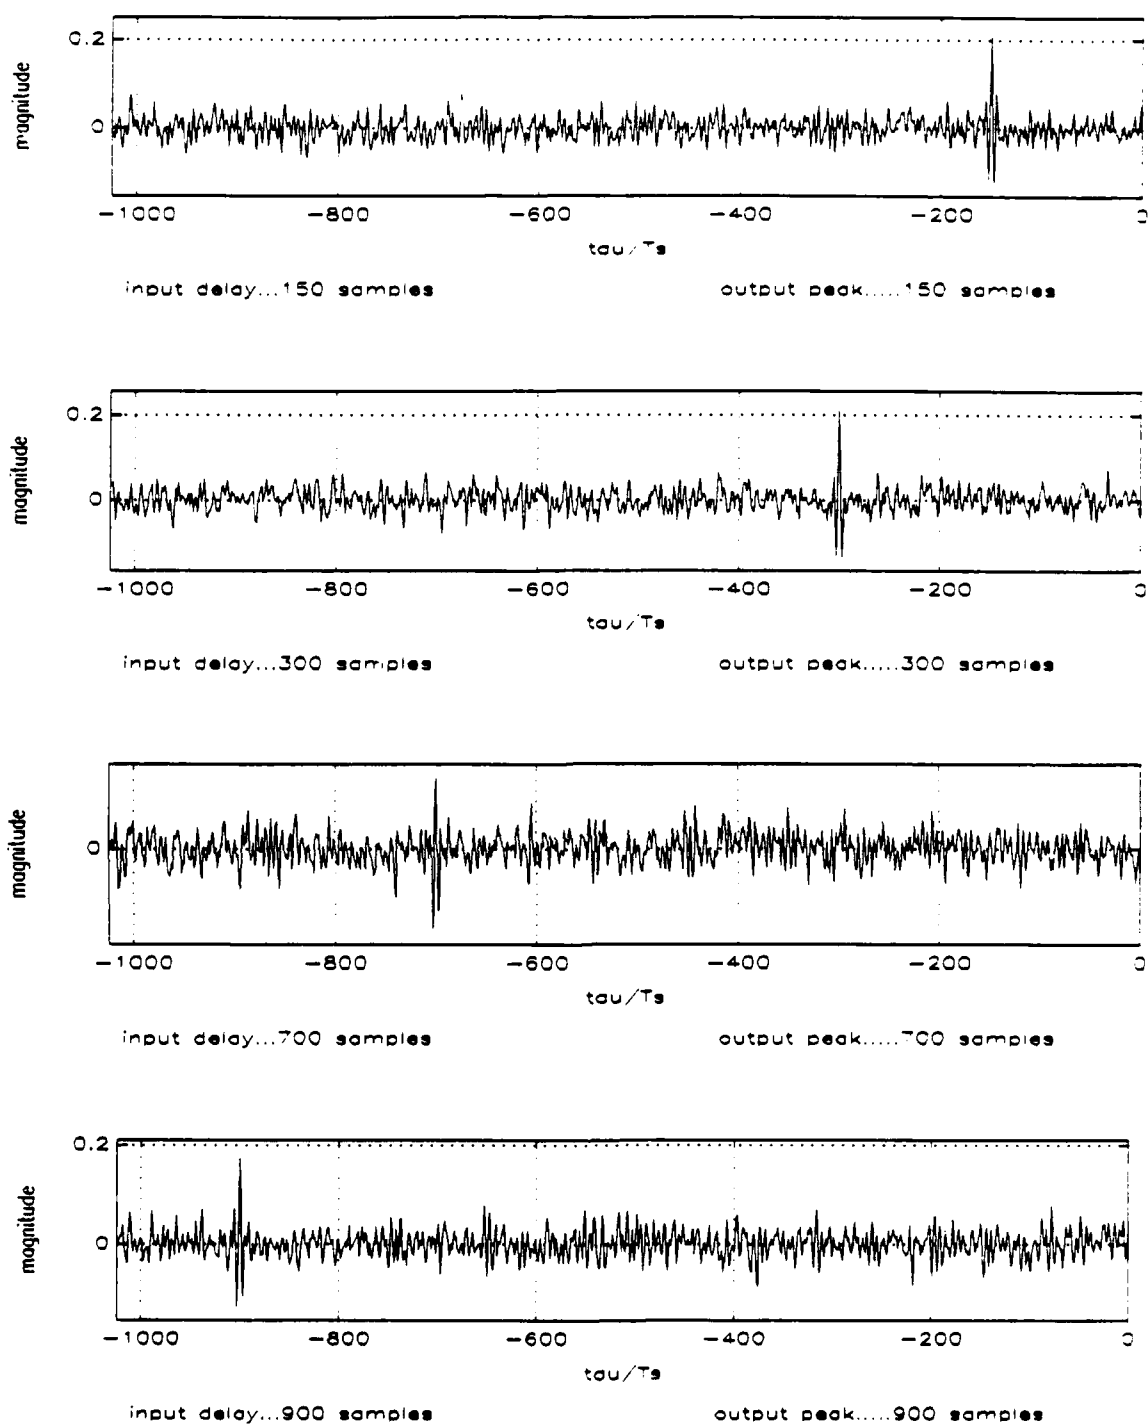 0.2
magnitude
0
-1000 -800 -600 -400 -200 0
tau/Ts
input delay...150 samples output peak.....150 samples
0.2
magnitude
0
-1000 -800 -600 -400 -200 0
tau/Ts
input delay...300 samples output peak.....300 samples
magnitude
0
-1000 -800 -600 -400 -200 0
tau/Ts
input delay...700 samples output peak.....700 samples
0.2
magnitude
0
-1000 -800 -600 -400 -200 0
tau/Ts
input delay...900 samples output peak.....900 samples